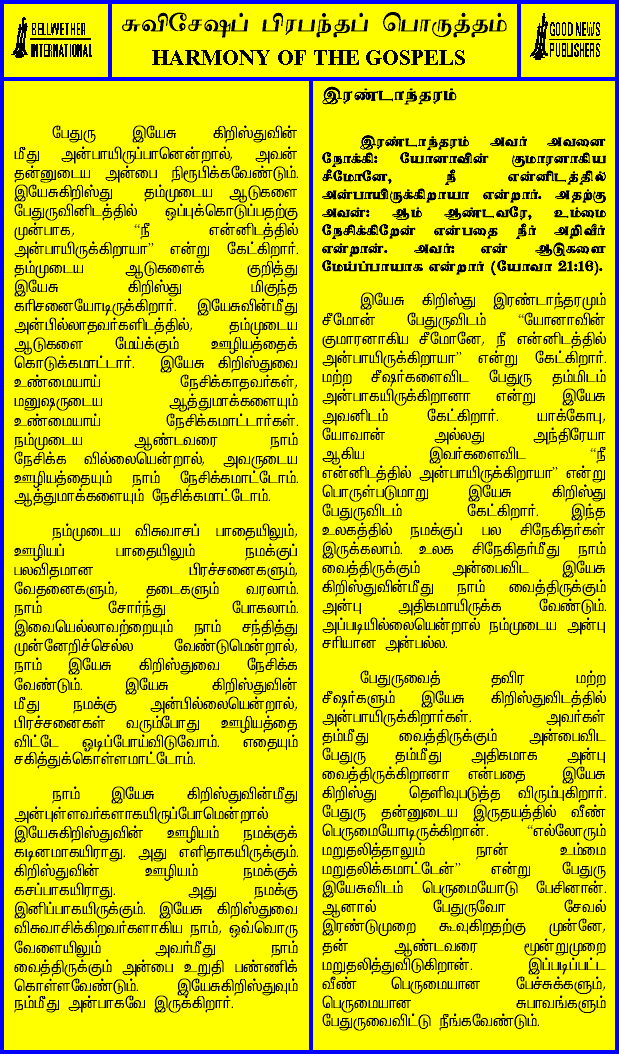 BELLWETHER
INTERNATIONAL
சுவிசேஷப் பிரபந்தப் பொருத்தம்
HARMONY OF THE GOSPELS
GOOD NEWS
PUBLISHERS
பேதுரு இயேசு கிறிஸ்துவின்
மீது அன்பாயிருப்பானென்றால், அவன்
தன்னுடைய அன்பை நிரூபிக்கவேண்டும்.
இயேசுகிறிஸ்து தம்முடைய ஆடுகளை
பேதுருவினிடத்தில் ஒப்புக்கொடுப்பதற்கு
முன்பாக, “நீ என்னிடத்தில்
அன்பாயிருக்கிறாயா” என்று கேட்கிறார்.
தம்முடைய ஆடுகளைக் குறித்து
இயேசு கிறிஸ்து மிகுந்த
கரிசனையோடிருக்கிறார். இயேசுவின்மீது
அன்பில்லாதவர்களிடத்தில், தம்முடைய
ஆடுகளை மேய்க்கும் ஊழியத்தைக்
கொடுக்கமாட்டார். இயேசு கிறிஸ்துவை
உண்மையாய் நேசிக்காதவர்கள்,
மனுஷருடைய ஆத்துமாக்களையும்
உண்மையாய் நேசிக்கமாட்டார்கள்.
நம்முடைய ஆண்டவரை நாம்
நேசிக்க வில்லையென்றால், அவருடைய
ஊழியத்தையும் நாம் நேசிக்கமாட்டோம்.
ஆத்துமாக்களையும் நேசிக்கமாட்டோம்.
நம்முடைய விசுவாசப் பாதையிலும்,
ஊழியப் பாதையிலும் நமக்குப்
பலவிதமான பிரச்சனைகளும்,
வேதனைகளும், தடைகளும் வரலாம்.
நாம் சோர்ந்து போகலாம்.
இவையெல்லாவற்றையும் நாம் சந்தித்து
முன்னேறிச்செல்ல வேண்டுமென்றால்,
நாம் இயேசு கிறிஸ்துவை நேசிக்க
வேண்டும். இயேசு கிறிஸ்துவின்
மீது நமக்கு அன்பில்லையென்றால்,
பிரச்சனைகள் வரும்போது ஊழியத்தை
விட்டே ஓடிப்போய்விடுவோம். எதையும்
சகித்துக்கொள்ளமாட்டோம்.
நாம் இயேசு கிறிஸ்துவின்மீது
அன்புள்ளவர்களாகயிருப்போமென்றால்
இயேசுகிறிஸ்துவின் ஊழியம் நமக்குக்
கடினமாகயிராது. அது எளிதாகயிருக்கும்.
கிறிஸ்துவின் ஊழியம் நமக்குக்
கசப்பாகயிராது. அது நமக்கு
இனிப்பாகயிருக்கும். இயேசு கிறிஸ்துவை
விசுவாசிக்கிறவர்களாகிய நாம், ஒவ்வொரு
வேளையிலும் அவர்மீது நாம்
வைத்திருக்கும் அன்பை உறுதி பண்ணிக்
கொள்ளவேண்டும். இயேசுகிறிஸ்துவும்
நம்மீது அன்பாகவே இருக்கிறார்.
இரண்டாந்தரம்
இரண்டாந்தரம் அவர் அவனை
நோக்கி: யோனாவின் குமாரனாகிய
சீமோனே, நீ என்னிடத்தில்
அன்பாயிருக்கிறாயா என்றார். அதற்கு
அவன்: ஆம் ஆண்டவரே, உம்மை
நேசிக்கிறேன் என்பதை நீர் அறிவீர்
என்றான். அவர்: என் ஆடுகளை
மேய்ப்பாயாக என்றார் (யோவா 21:16).
இயேசு கிறிஸ்து இரண்டாந்தரமும்
சீமோன் பேதுருவிடம் “யோனாவின்
குமாரனாகிய சீமோனே, நீ என்னிடத்தில்
அன்பாயிருக்கிறாயா” என்று கேட்கிறார்.
மற்ற சீஷர்களைவிட பேதுரு தம்மிடம்
அன்பாகயிருக்கிறானா என்று இயேசு
அவனிடம் கேட்கிறார். யாக்கோபு,
யோவான் அல்லது அந்திரேயா
ஆகிய இவர்களைவிட “நீ
என்னிடத்தில் அன்பாயிருக்கிறாயா” என்று
பொருள்படுமாறு இயேசு கிறிஸ்து
பேதுருவிடம் கேட்கிறார். இந்த
உலகத்தில் நமக்குப் பல சிநேகிதர்கள்
இருக்கலாம். உலக சிநேகிதர்மீது நாம்
வைத்திருக்கும் அன்பைவிட இயேசு
கிறிஸ்துவின்மீது நாம் வைத்திருக்கும்
அன்பு அதிகமாயிருக்க வேண்டும்.
அப்படியில்லையென்றால் நம்முடைய அன்பு
சரியான அன்பல்ல.
பேதுருவைத் தவிர மற்ற
சீஷர்களும் இயேசு கிறிஸ்துவிடத்தில்
அன்பாயிருக்கிறார்கள். அவர்கள்
தம்மீது வைத்திருக்கும் அன்பைவிட
பேதுரு தம்மீது அதிகமாக அன்பு
வைத்திருக்கிறானா என்பதை இயேசு
கிறிஸ்து தெளிவுபடுத்த விரும்புகிறார்.
பேதுரு தன்னுடைய இருதயத்தில் வீண்
பெருமையோடிருக்கிறான். “எல்லோரும்
மறுதலித்தாலும் நான் உம்மை
மறுதலிக்கமாட்டேன்” என்று பேதுரு
இயேசுவிடம் பெருமையோடு பேசினான்.
ஆனால் பேதுருவோ சேவல்
இரண்டுமுறை கூவுகிறதற்கு முன்னே,
தன் ஆண்டவரை மூன்றுமுறை
மறுதலித்துவிடுகிறான். இப்படிப்பட்ட
வீண் பெருமையான பேச்சுக்களும்,
பெருமையான சுபாவங்களும்
பேதுருவைவிட்டு நீங்கவேண்டும்.